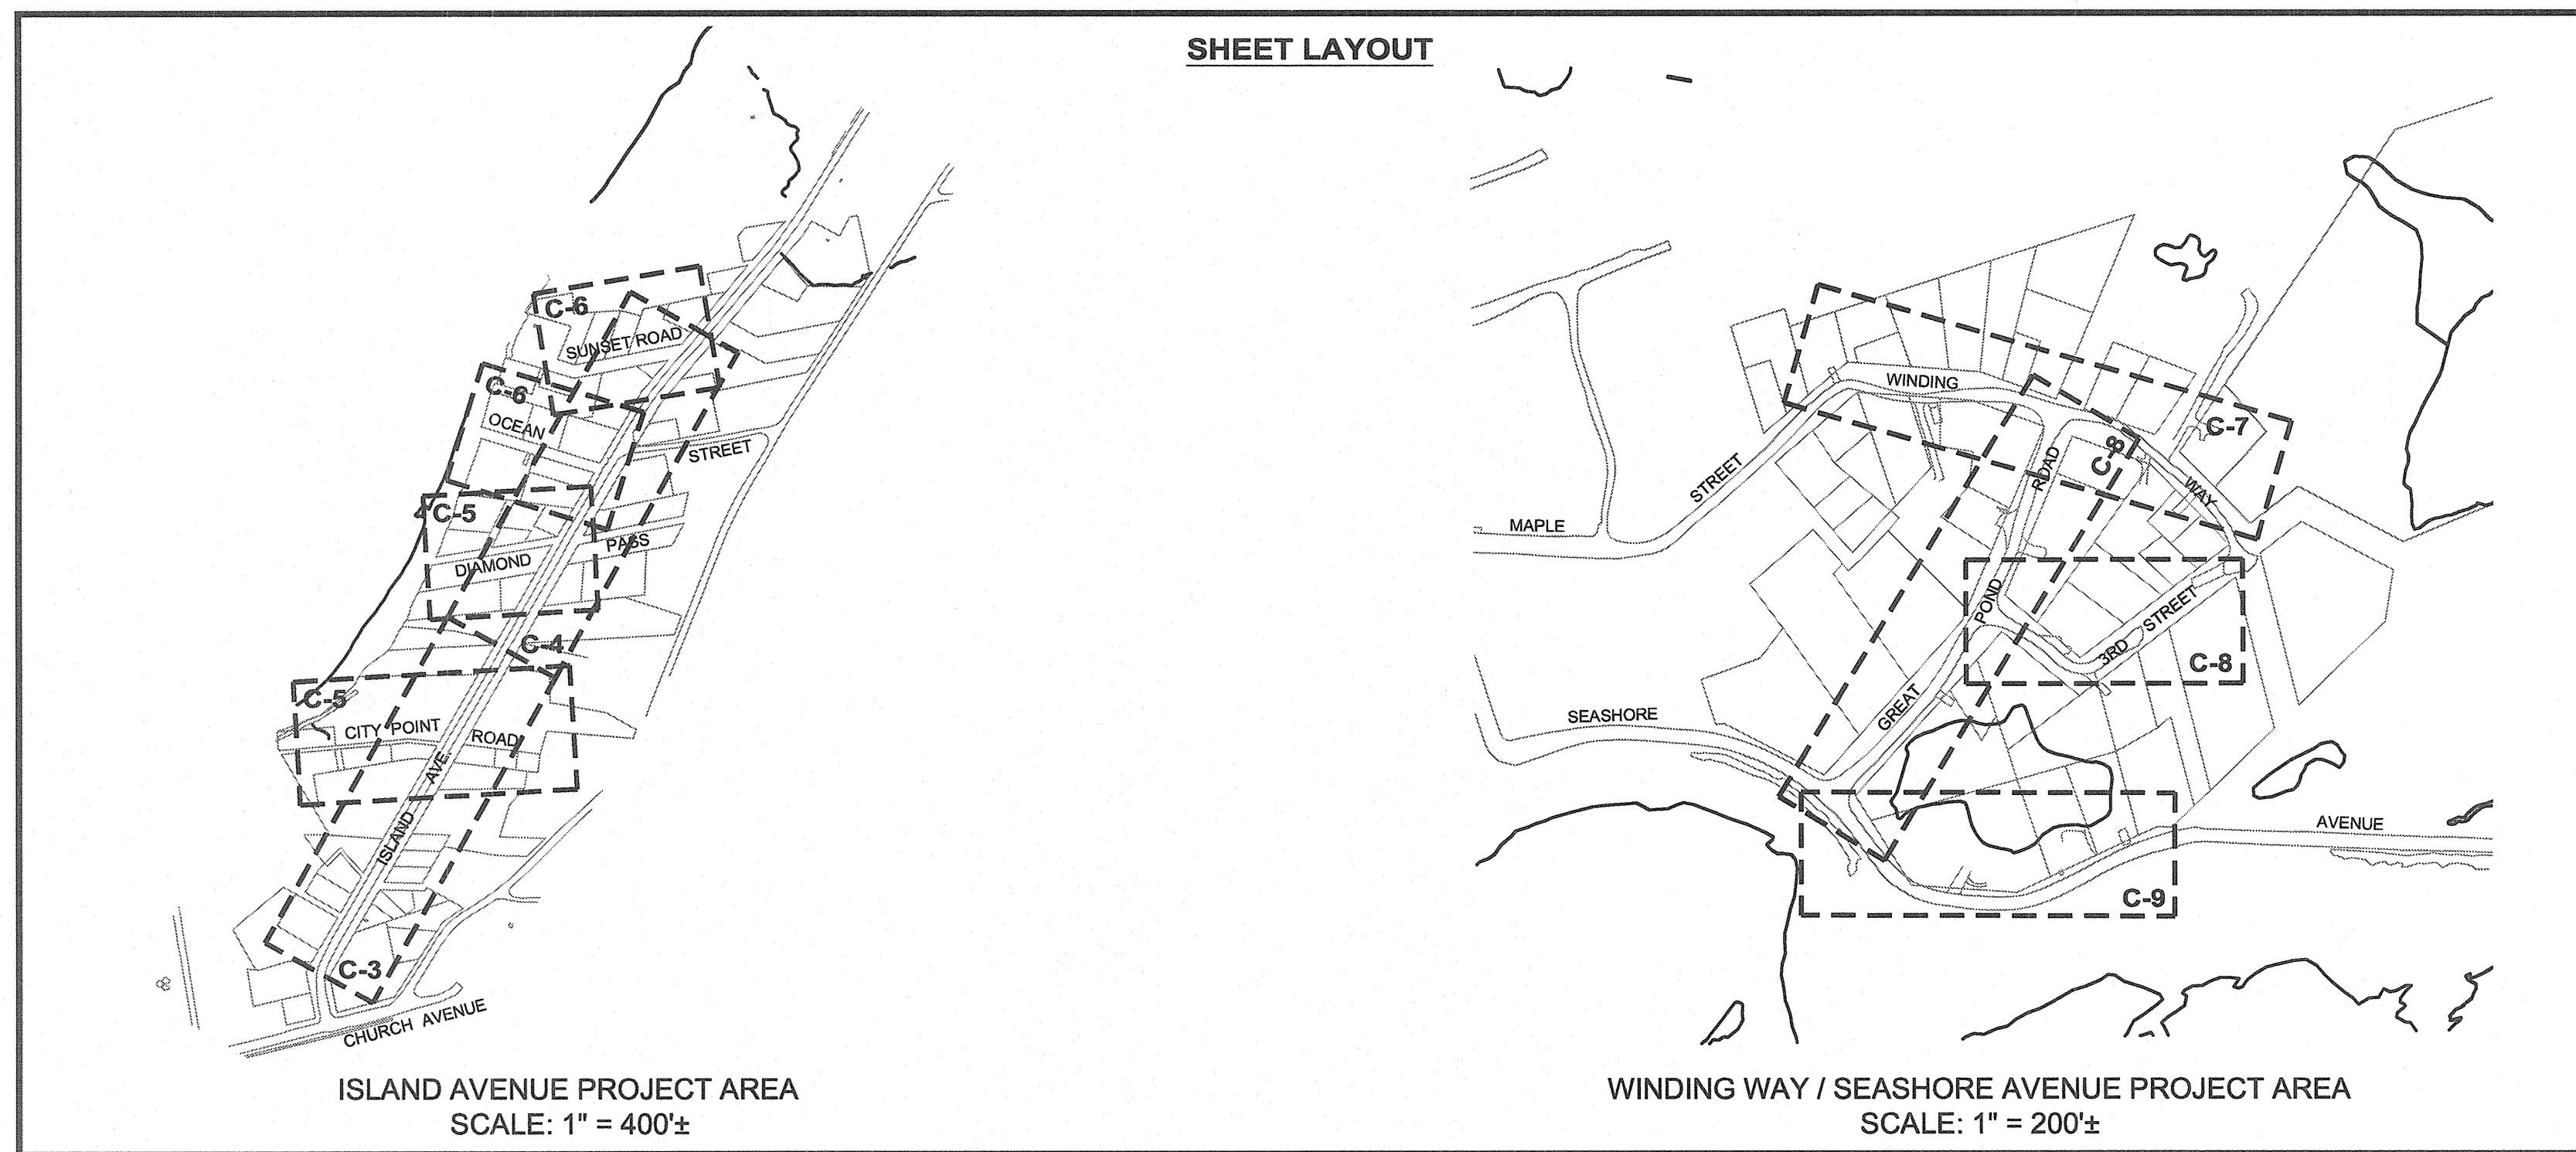 SHEET LAYOUT
C-6
SUNSET ROAD
C-6
OCEAN
STREET
C-5
DIAMOND PASS
C-4
C-5
CITY POINT ROAD
ISLAND AVE.
C-3
CHURCH AVENUE
ISLAND AVENUE PROJECT AREA
SCALE: 1" = 400'±
WINDING WAY
C-7
C-8
MAPLE STREET
GREAT POND ROAD
3RD STREET
C-8
SEASHORE AVENUE
C-9
WINDING WAY / SEASHORE AVENUE PROJECT AREA
SCALE: 1" = 200'±